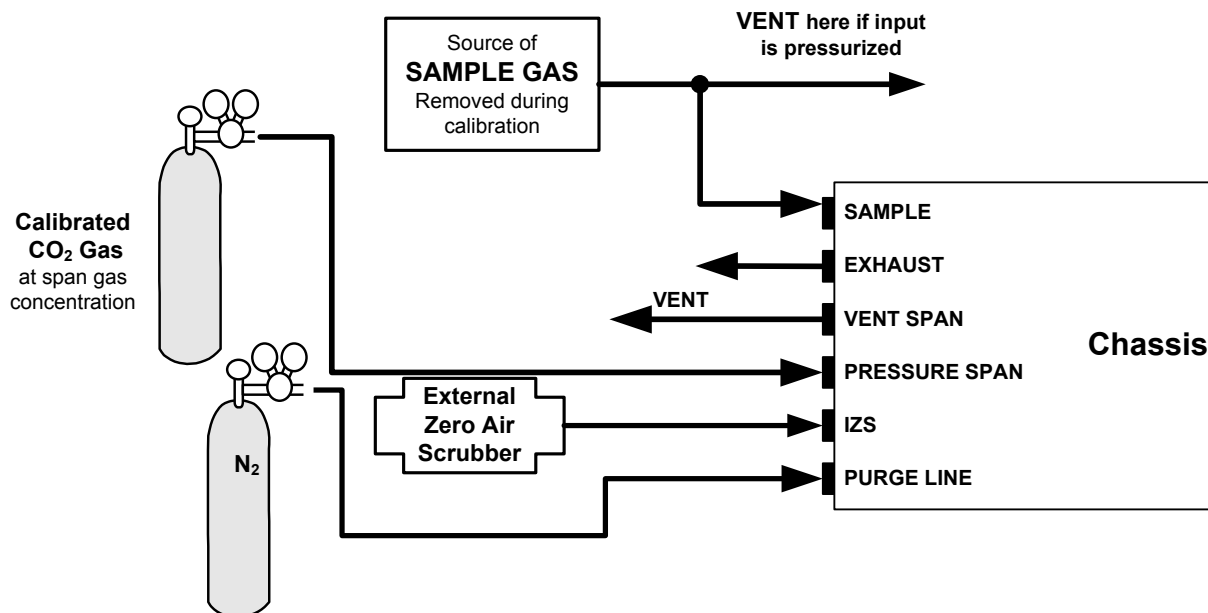 VENT here if input
is pressurized
Source of
SAMPLE GAS
Removed during
calibration
Calibrated
CO₂ Gas
at span gas
concentration
SAMPLE
EXHAUST
VENT
VENT SPAN
Chassis
PRESSURE SPAN
External
Zero Air
Scrubber
IZS
N₂
PURGE LINE